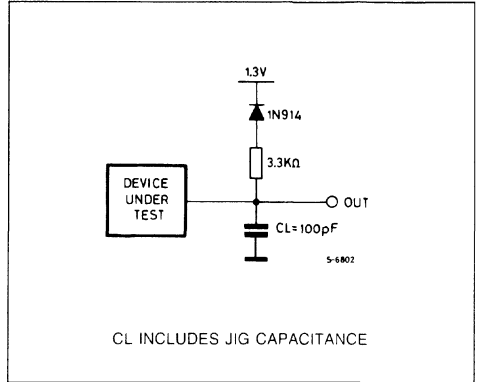 1.3V
1N914
3.3KΩ
DEVICE
UNDER
TEST
OUT
CL=100pF
S-6802
CL INCLUDES JIG CAPACITANCE